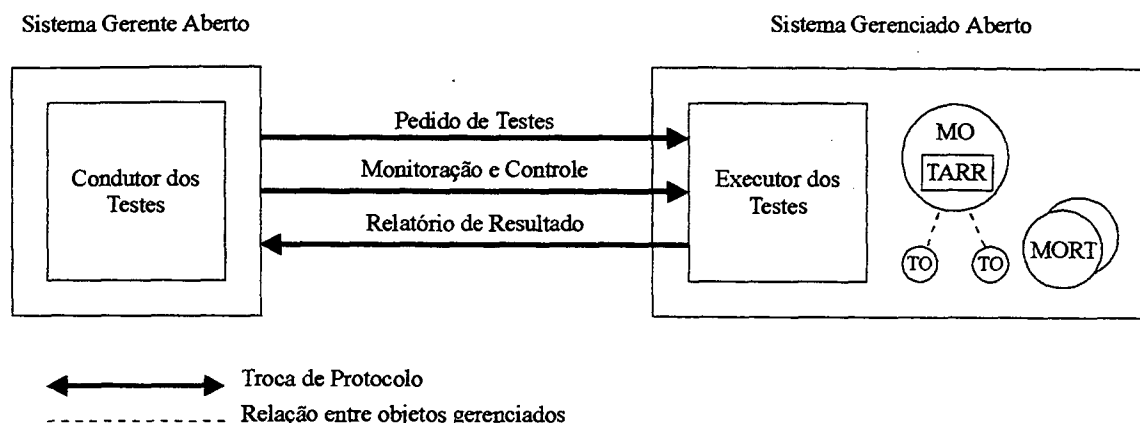 Sistema Gerente Aberto
Sistema Gerenciado Aberto
Condutor dos
Testes
Pedido de Testes
Monitoração e Controle
Relatório de Resultado
Executor dos
Testes
MO
TARR
TO
TO
MORT
Troca de Protocolo
Relação entre objetos gerenciados